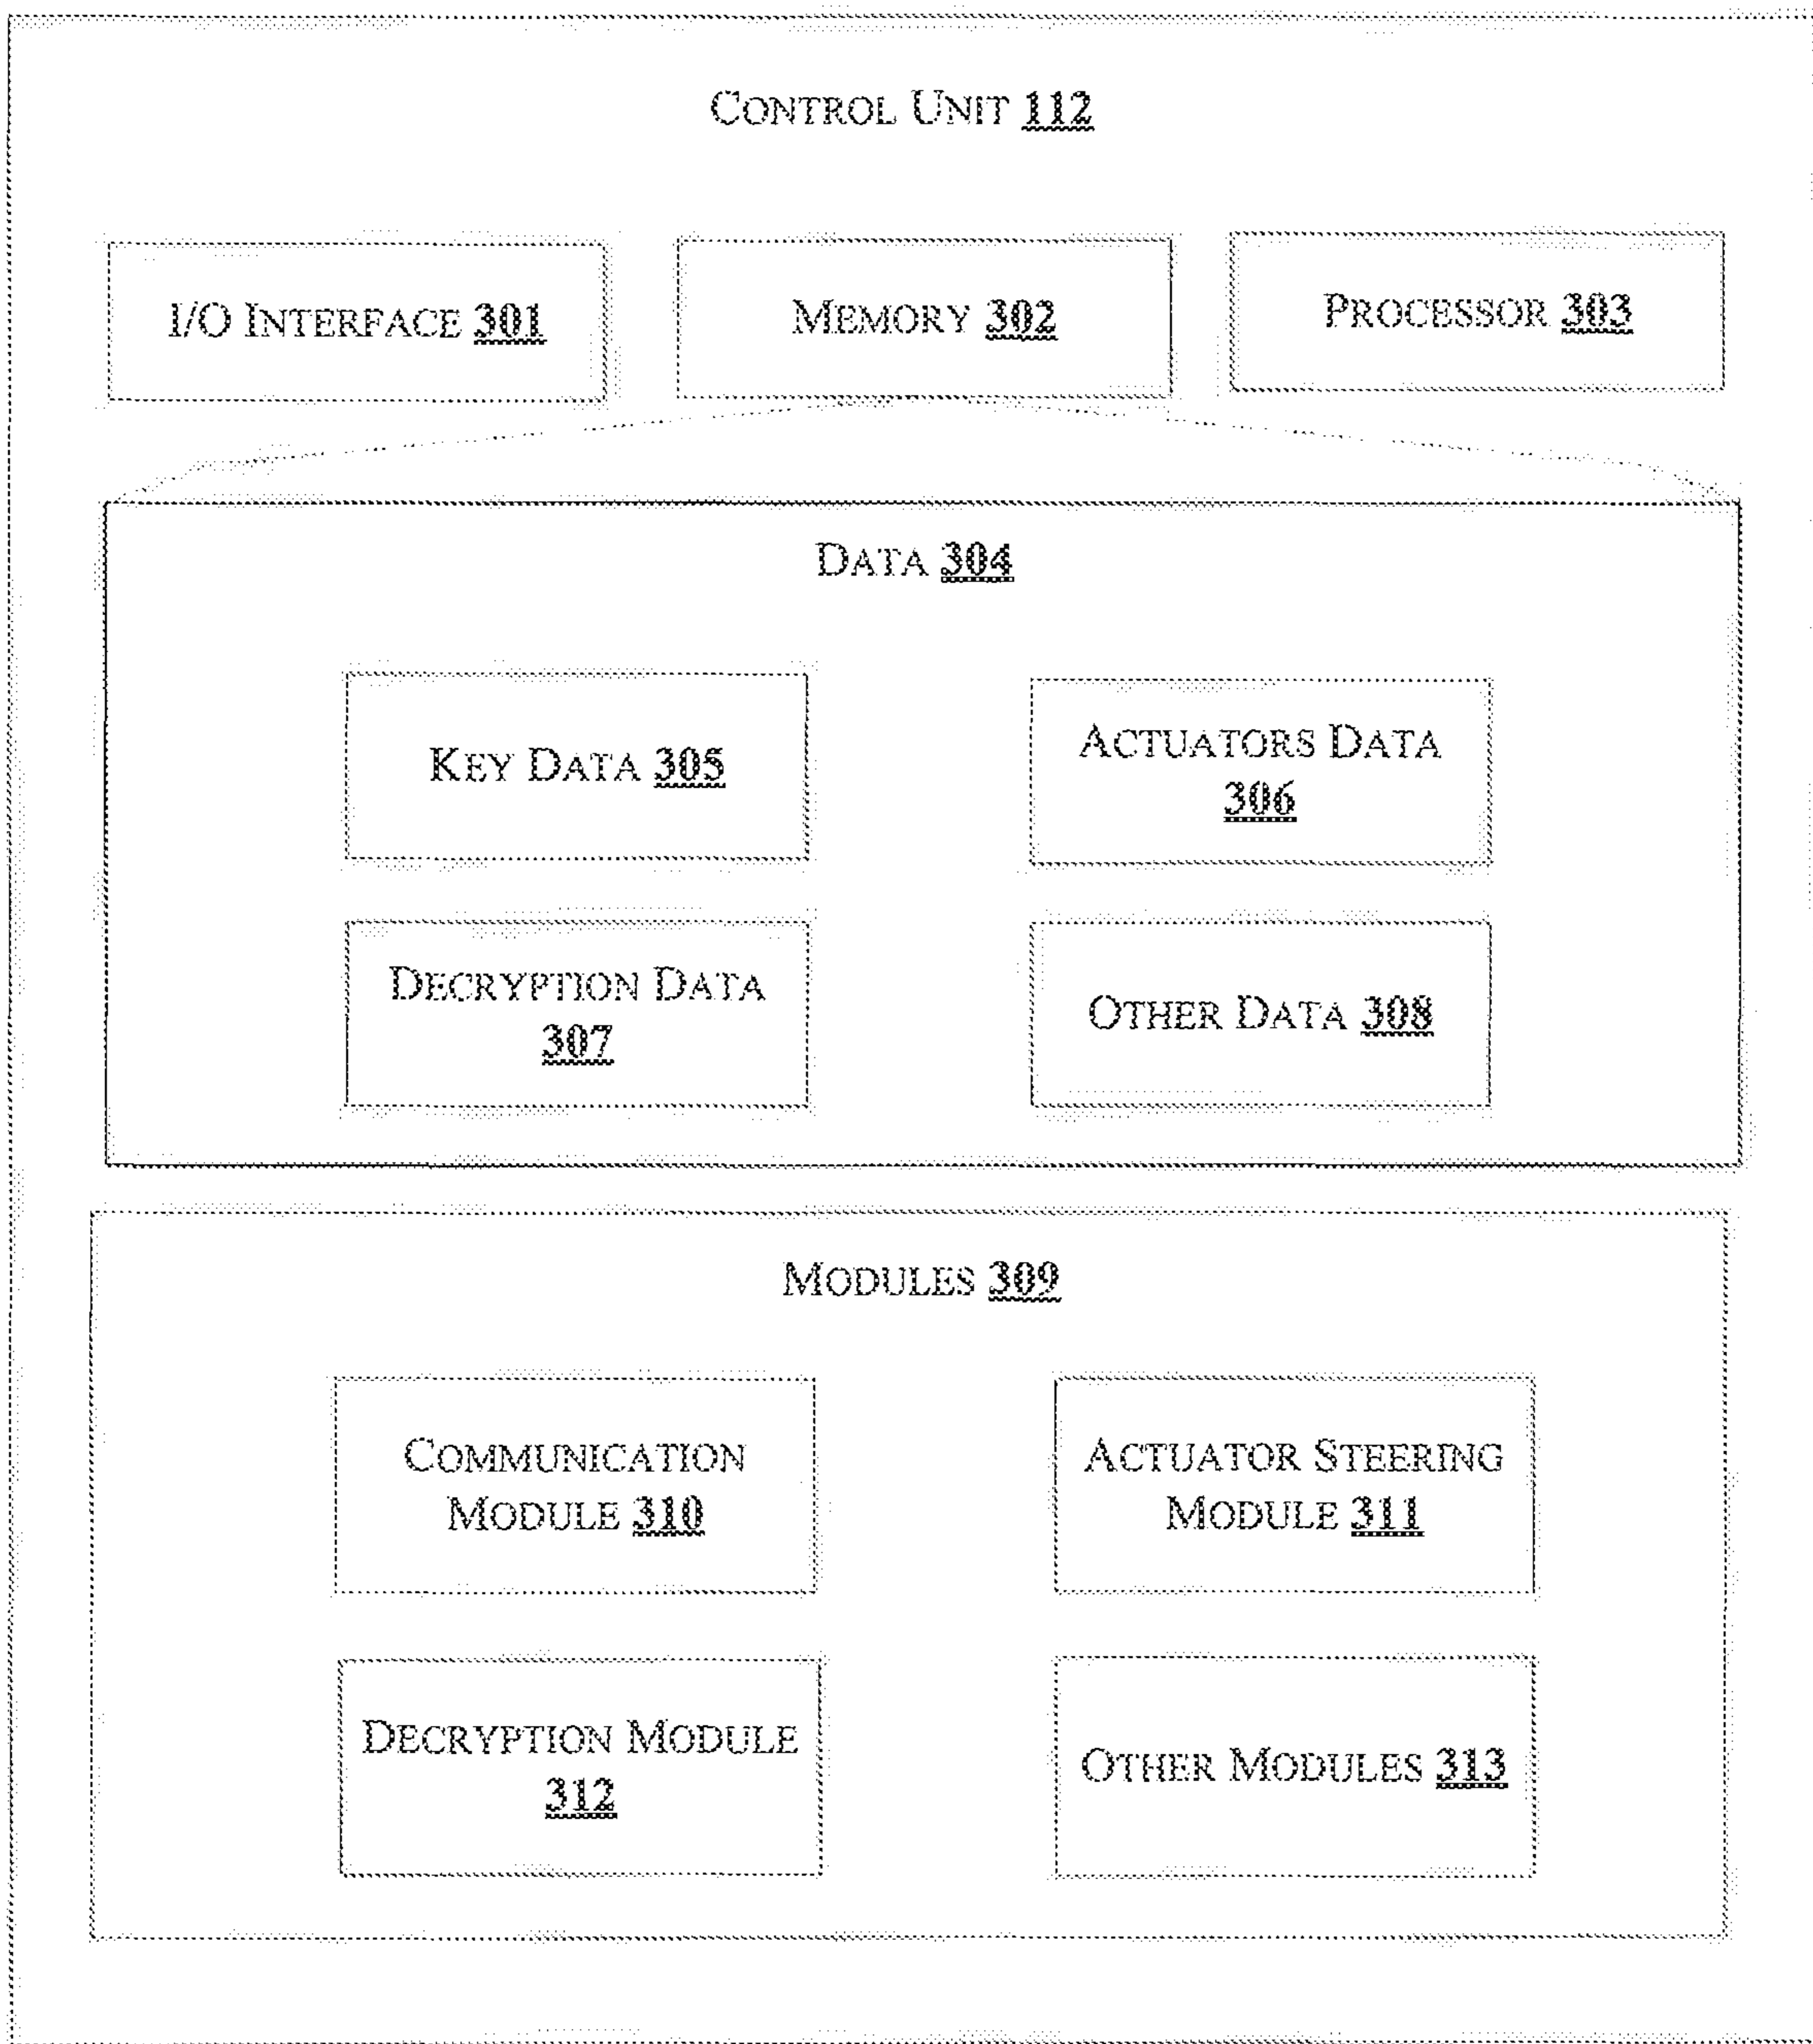 CONTROL UNIT 112
I/O INTERFACE 301
MEMORY 302
PROCESSOR 303
DATA 304
KEY DATA 305
ACTUATORS DATA
306
DECRYPTION DATA
307
OTHER DATA 308
MODULES 309
COMMUNICATION
MODULE 310
ACTUATOR STEERING
MODULE 311
DECRYPTION MODULE
312
OTHER MODULES 313